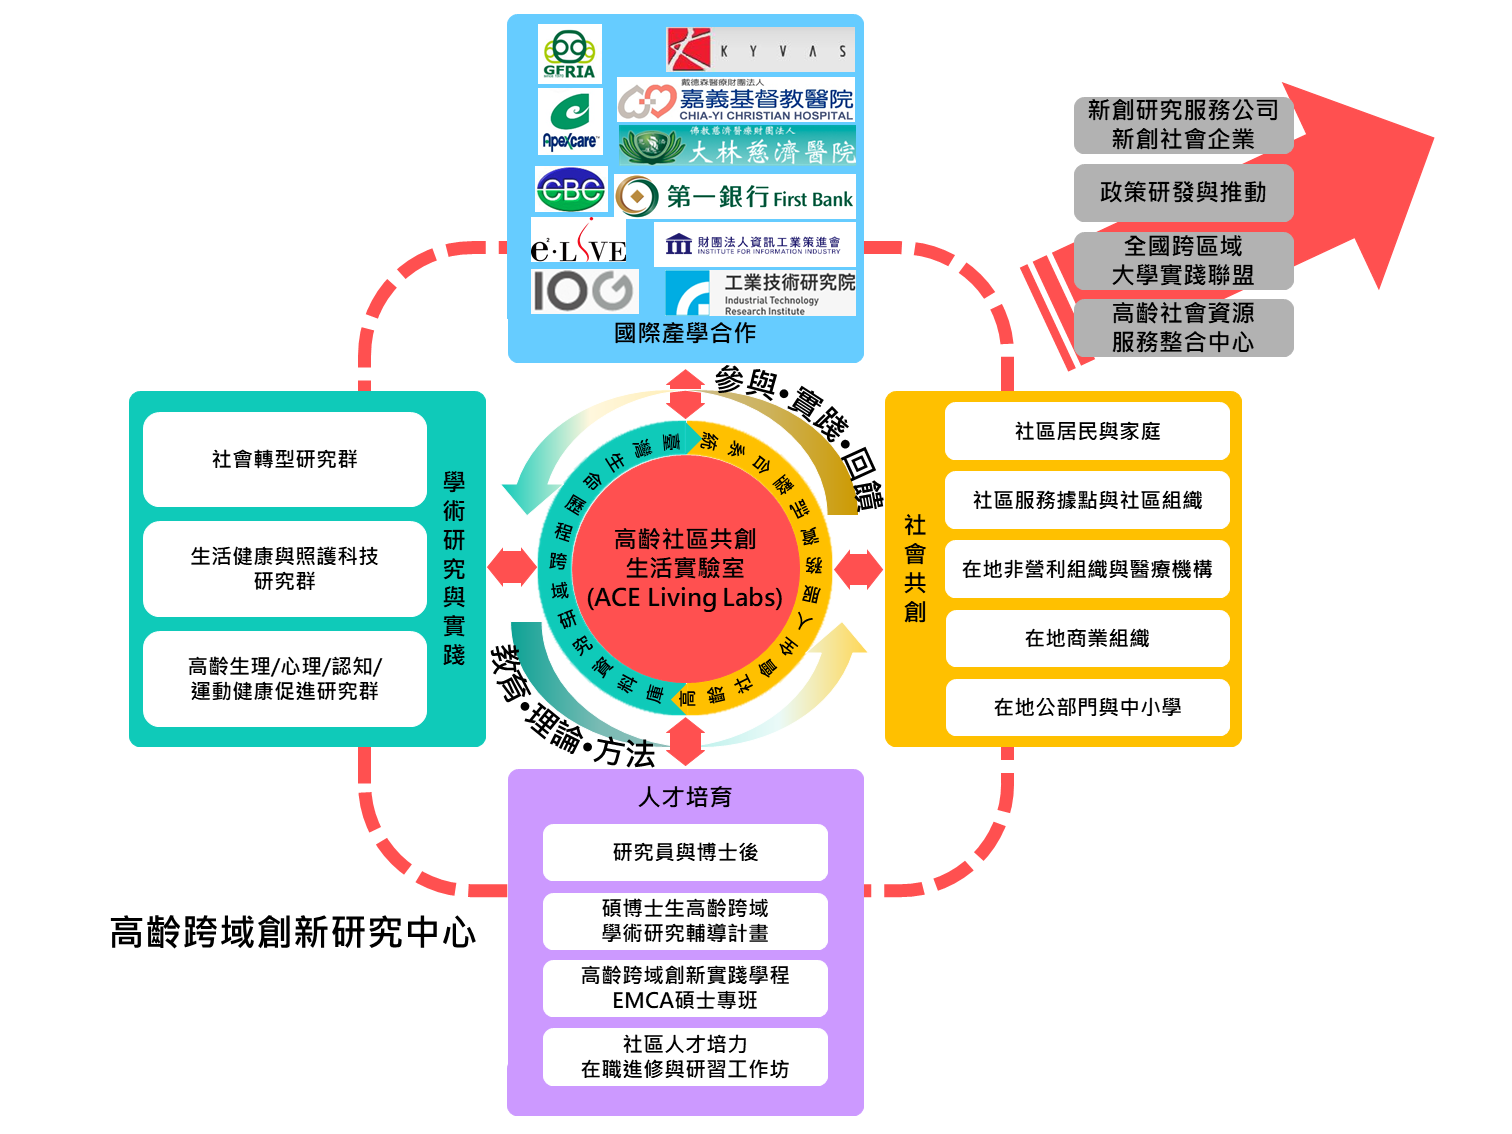 GFRIA
KYVAS
戴德森醫療財團法人
嘉義基督教醫院
CHIA-YI CHRISTIAN HOSPITAL
Apexcare
佛教慈濟醫療財團法人
大林慈濟醫院
CBC
第一銀行 First Bank
e²·LIVE
財團法人資訊工業策進會
INSTITUTE FOR INFORMATION INDUSTRY
IOG
工業技術研究院
Industrial Technology
Research Institute
國際產學合作
新創研究服務公司
新創社會企業
政策研發與推動
全國跨區域
大學實踐聯盟
高齡社會資源
服務整合中心
參與•實踐•回饋
社會轉型研究群
生活健康與照護科技
研究群
高齡生理/心理/認知/
運動健康促進研究群
學術研究與實踐
臺灣生命歷程跨域研究資料庫
高齡社會全人服務資訊整合系統
高齡社區共創
生活實驗室
(ACE Living Labs)
社會共創
社區居民與家庭
社區服務據點與社區組織
在地非營利組織與醫療機構
在地商業組織
在地公部門與中小學
教育•理論•方法
人才培育
研究員與博士後
碩博士生高齡跨域
學術研究輔導計畫
高齡跨域創新實踐學程
EMCA碩士專班
社區人才培力
在職進修與研習工作坊
高齡跨域創新研究中心